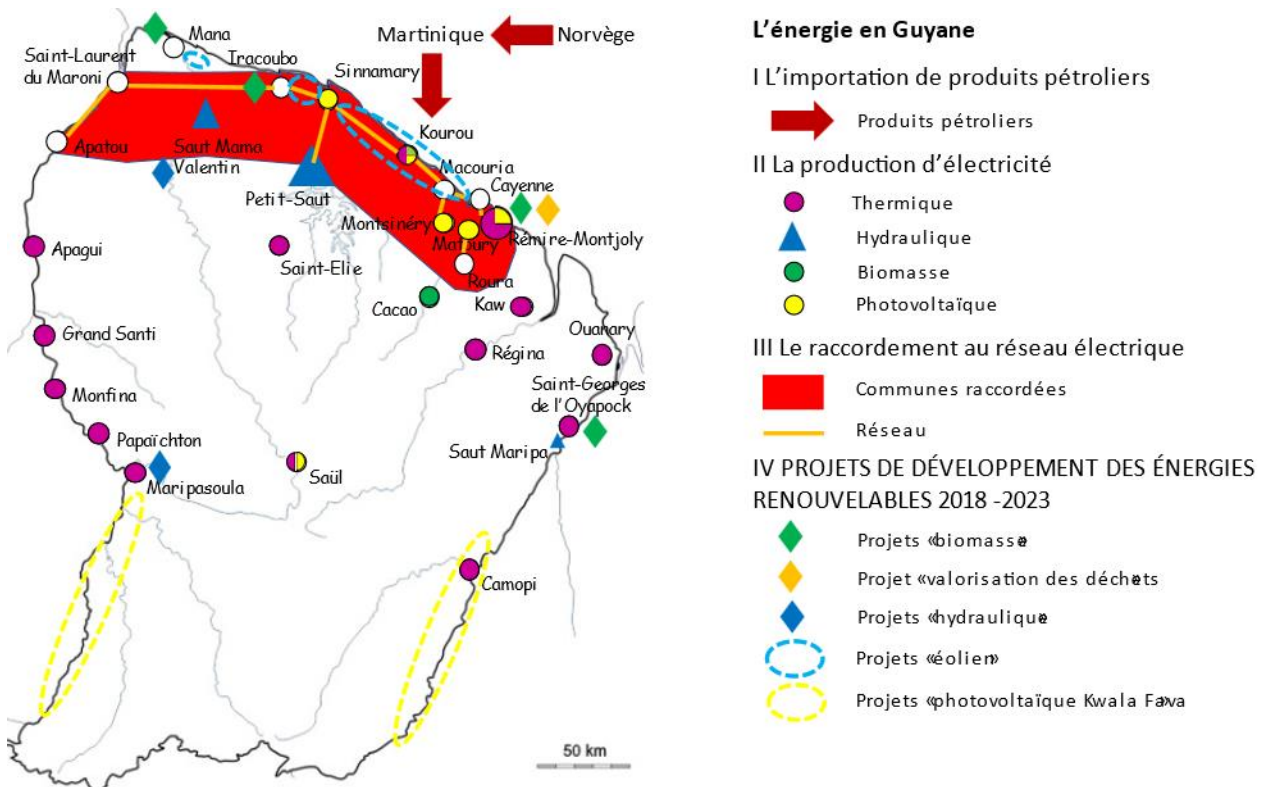 Mana
Martinique
Norvège
Saint-Laurent
du Maroni
Iracoubo
Sinnamary
Kourou
Apatou
Saut Mama
Valentin
Macouria
Cayenne
Petit-Saut
Montsinéry
Matoury
Rémire-Montjoly
Apagui
Saint-Elie
Roura
Cacao
Kaw
Ouanary
Grand Santi
Régina
Monfina
Saint-Georges
de l'Oyapock
Papaïchton
Saut Maripa
Saül
Maripasoula
Camopi
50 km
L'énergie en Guyane
I L'importation de produits pétroliers
Produits pétroliers
II La production d'électricité
Thermique
Hydraulique
Biomasse
Photovoltaïque
III Le raccordement au réseau électrique
Communes raccordées
Réseau
IV PROJETS DE DÉVELOPPEMENT DES ÉNERGIES
RENOUVELABLES 2018 -2023
Projets «biomasse»
Projet «valorisation des déchets»
Projets «hydraulique»
Projets «éolien»
Projets «photovoltaïque Kwala Faya»